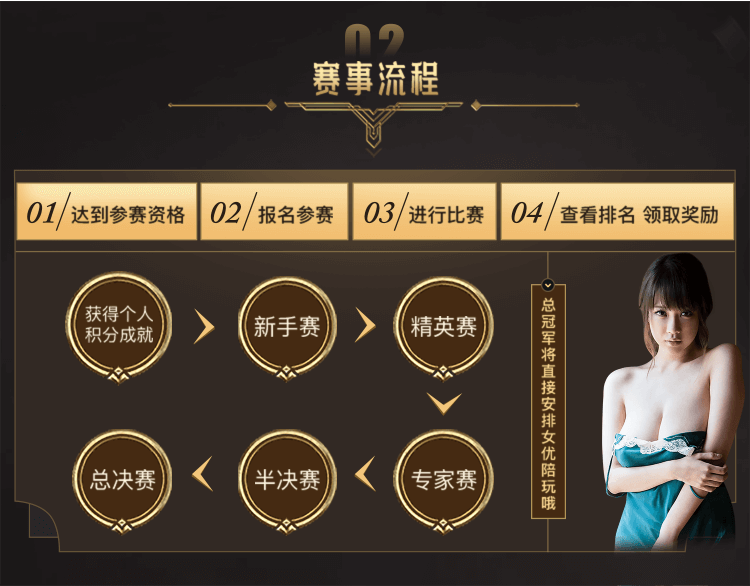 02
赛事流程
01/达到参赛资格
02/报名参赛
03/进行比赛
04/查看排名 领取奖励
获得个人
积分成就
新手赛
精英赛
总决赛
半决赛
专家赛
总冠军将直接安排女优陪玩哦